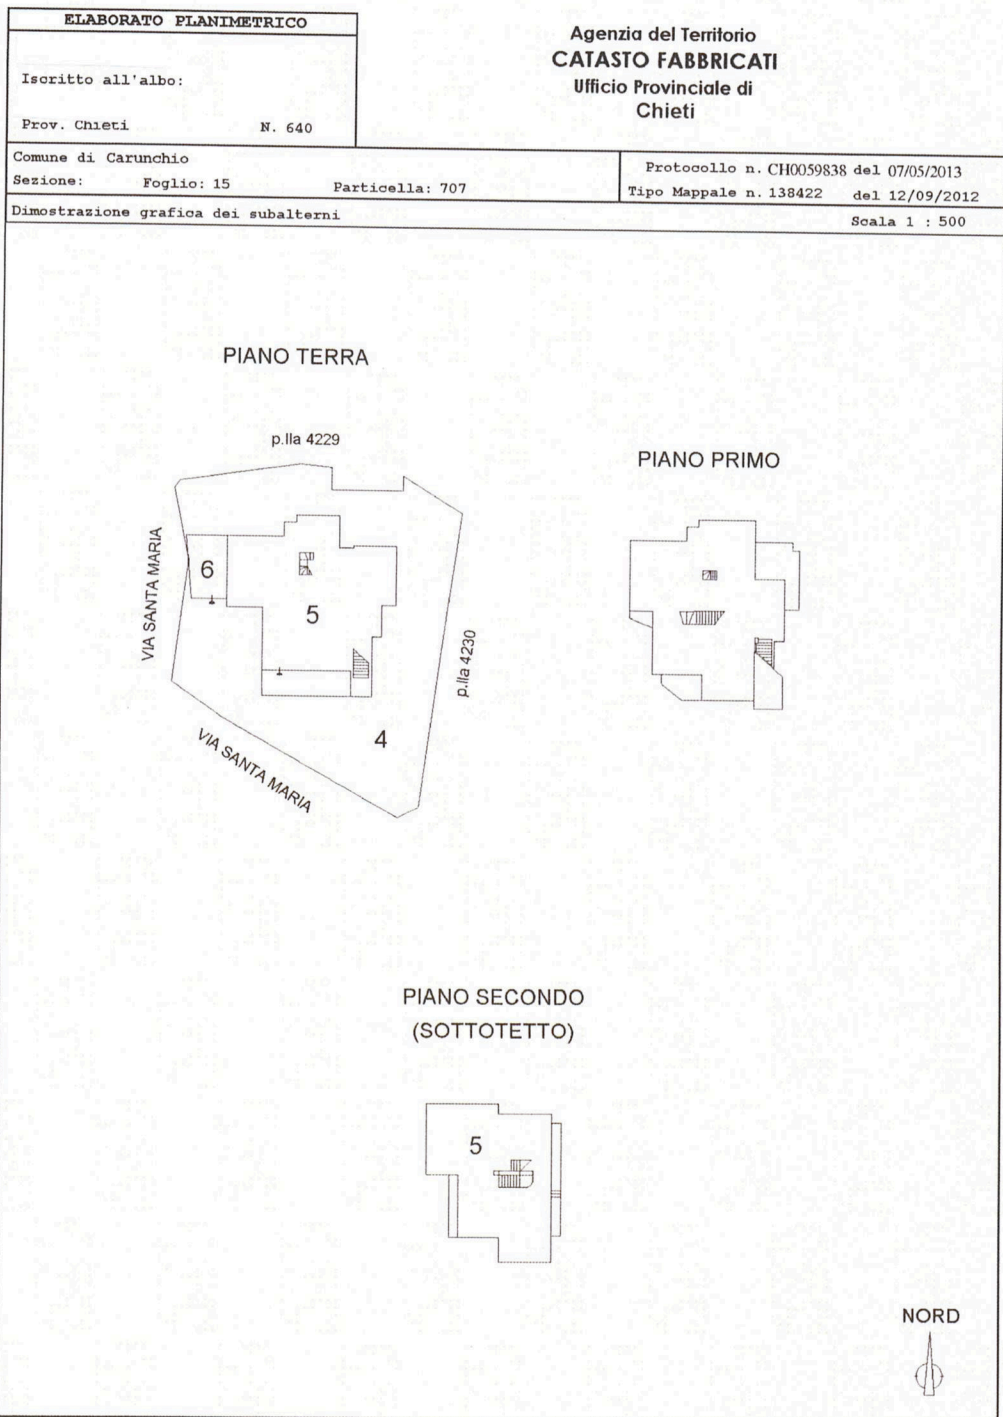 ELABORATO PLANIMETRICO
Iscritto all'albo:
Prov. Chieti N. 640
Agenzia del Territorio
CATASTO FABBRICATI
Ufficio Provinciale di
Chieti
Comune di Carunchio
Sezione: Foglio: 15 Particella: 707
Protocollo n. CH0059838 del 07/05/2013
Tipo Mappale n. 138422 del 12/09/2012
Dimostrazione grafica dei subalterni
Scala 1 : 500
PIANO TERRA
p.lla 4229
VIA SANTA MARIA
6
5
p.lla 4230
4
VIA SANTA MARIA
PIANO PRIMO
PIANO SECONDO
(SOTTOTETTO)
5
NORD